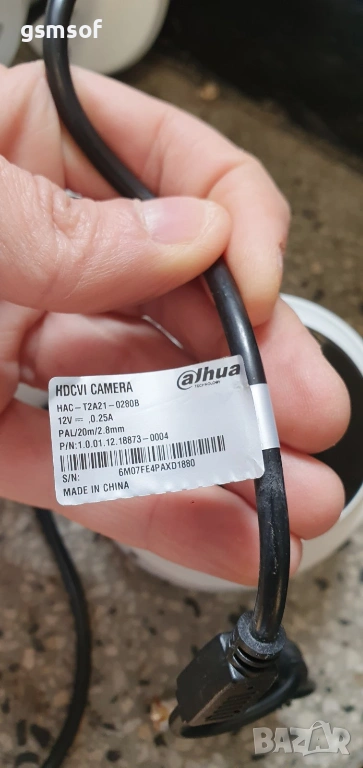 gsmsof
HDCVI CAMERA
alhua
TECHNOLOGY
HAC-T2A21-0280B
12V⎓ ,0.25A
PAL/20m/2.8mm
P/N:1.0.01.12.18873-0004
S/N:
6M07FE4PAXD1880
MADE IN CHINA
BAZAR